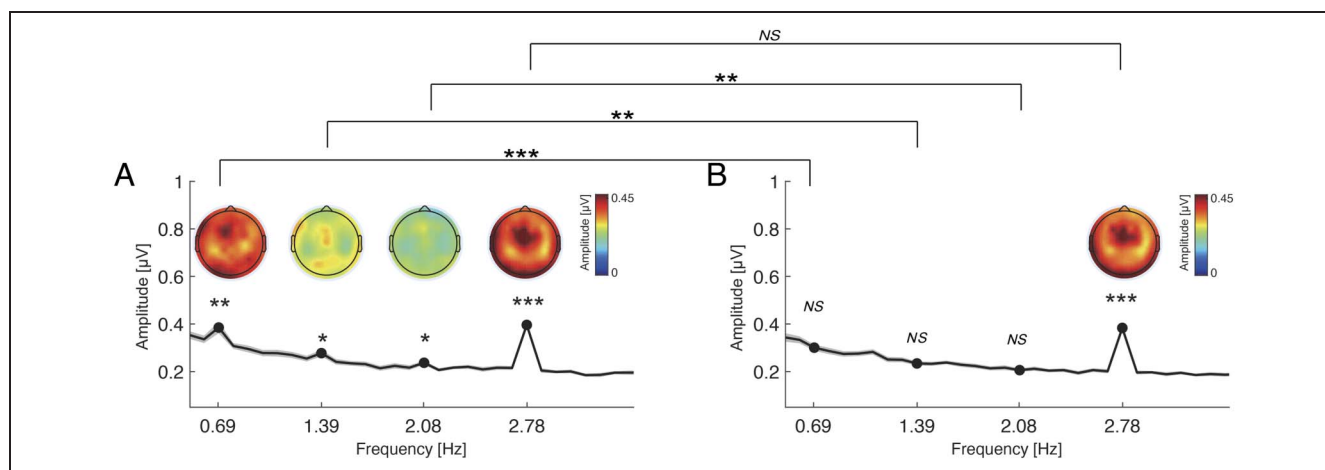 NS
**
**
***
A
B
1
0.8
0.6
0.4
0.2
Amplitude [µV]
Amplitude [µV]
0.45
0
**
*
*
***
0.69
1.39
2.08
2.78
Frequency [Hz]
1
0.8
0.6
0.4
0.2
Amplitude [µV]
Amplitude [µV]
0.45
0
NS
NS
NS
***
0.69
1.39
2.08
2.78
Frequency [Hz]